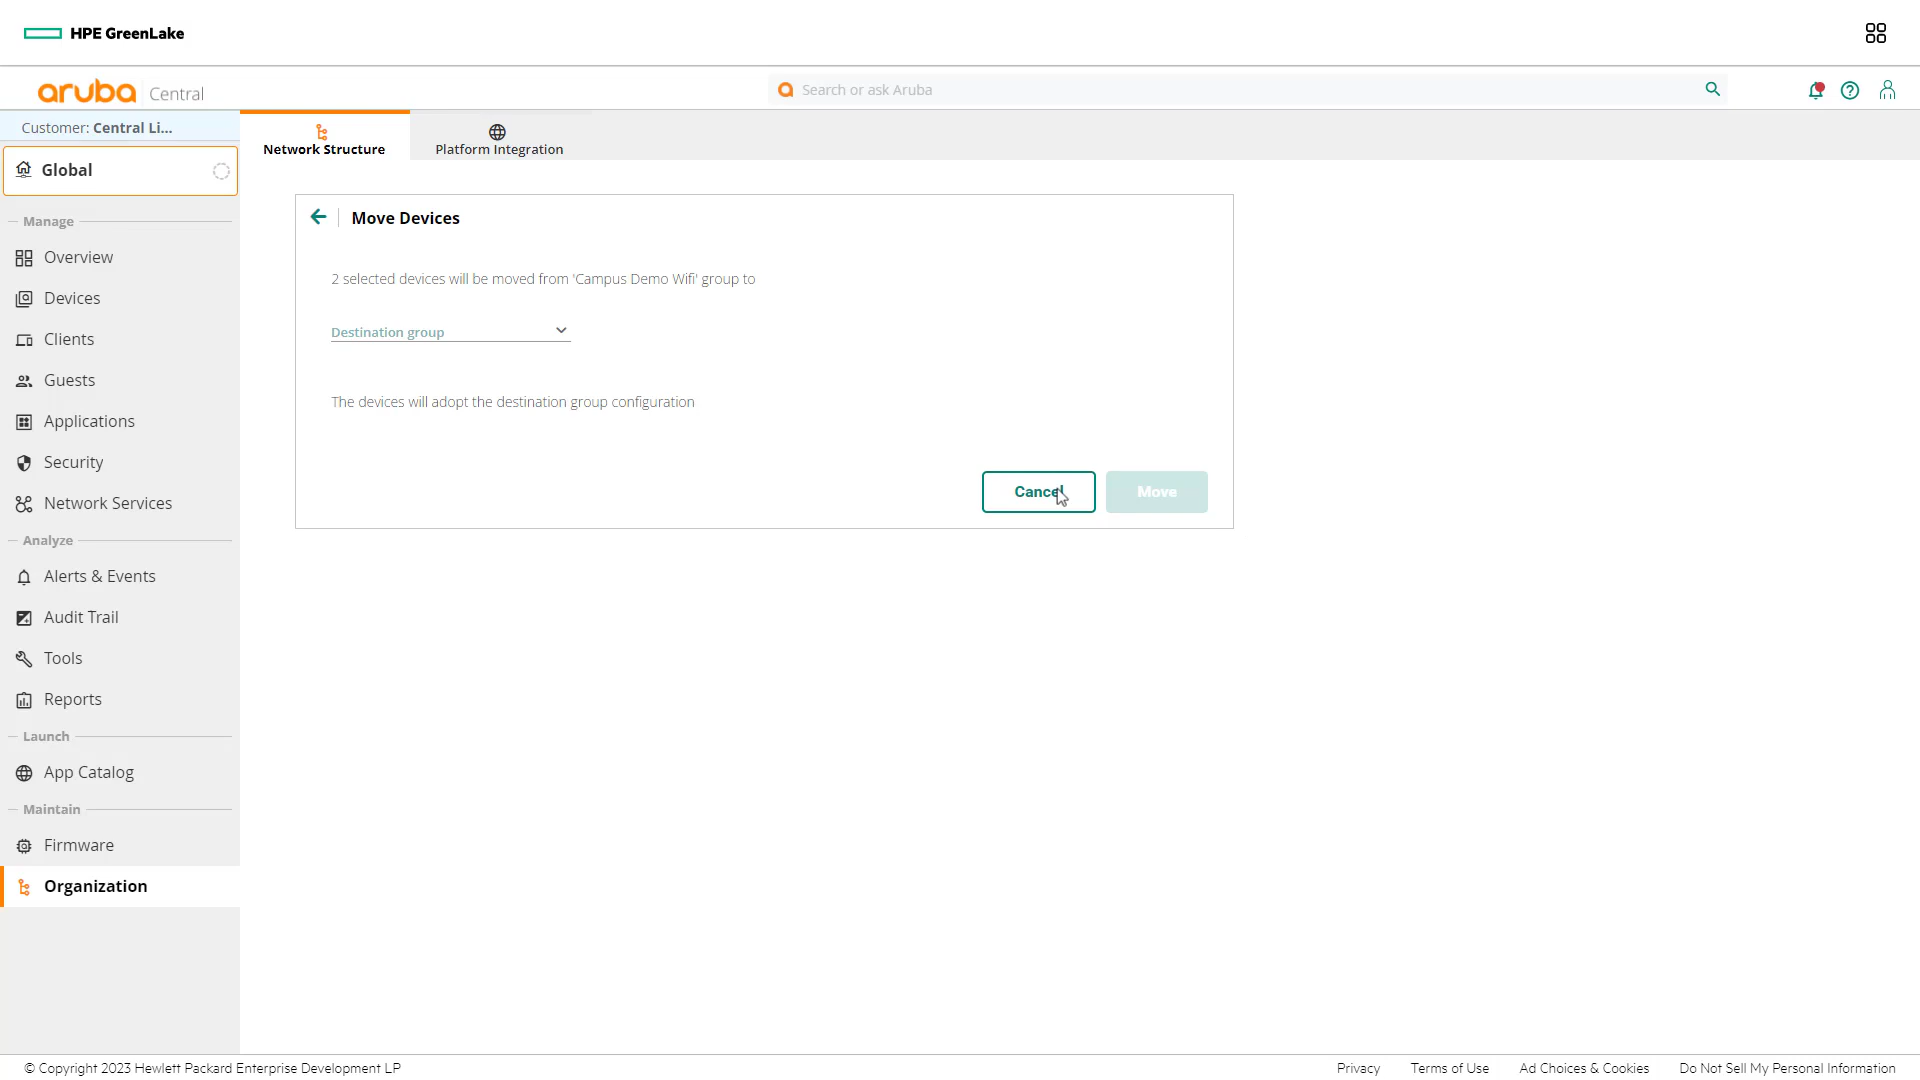 HPE GreenLake
aruba Central
Search or ask Aruba
Customer: Central Li...
Network Structure
Platform Integration
Global
Manage
Overview
Devices
Clients
Guests
Applications
Security
Network Services
Analyze
Alerts & Events
Audit Trail
Tools
Reports
Launch
App Catalog
Maintain
Firmware
Organization
Move Devices
2 selected devices will be moved from 'Campus Demo Wifi' group to
Destination group
The devices will adopt the destination group configuration
Cancel
Move
© Copyright 2023 Hewlett Packard Enterprise Development LP
Privacy
Terms of Use
Ad Choices & Cookies
Do Not Sell My Personal Information